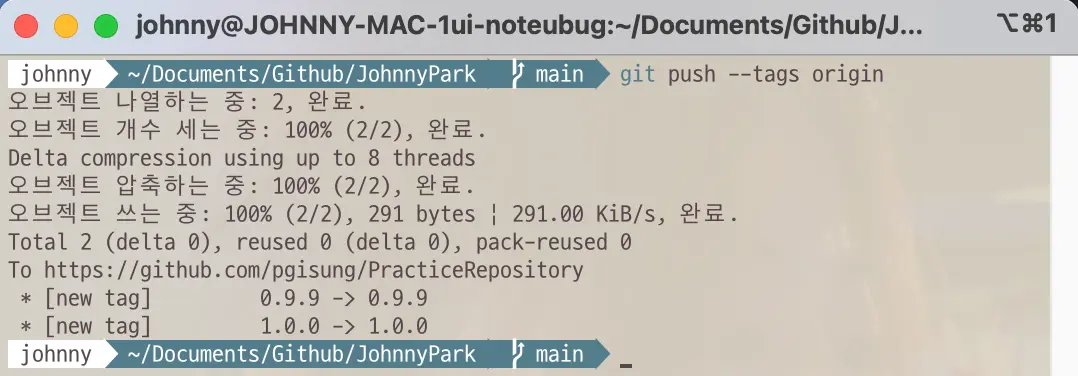 johnny@JOHNNY-MAC-1ui-noteubug:~/Documents/Github/J... ⌥⌘1
johnny ~/Documents/Github/JohnnyPark main git push --tags origin
오브젝트 나열하는 중: 2, 완료.
오브젝트 개수 세는 중: 100% (2/2), 완료.
Delta compression using up to 8 threads
오브젝트 압축하는 중: 100% (2/2), 완료.
오브젝트 쓰는 중: 100% (2/2), 291 bytes ¦ 291.00 KiB/s, 완료.
Total 2 (delta 0), reused 0 (delta 0), pack-reused 0
To https://github.com/pgisung/PracticeRepository
 * [new tag]         0.9.9 -> 0.9.9
 * [new tag]         1.0.0 -> 1.0.0
johnny ~/Documents/Github/JohnnyPark main _